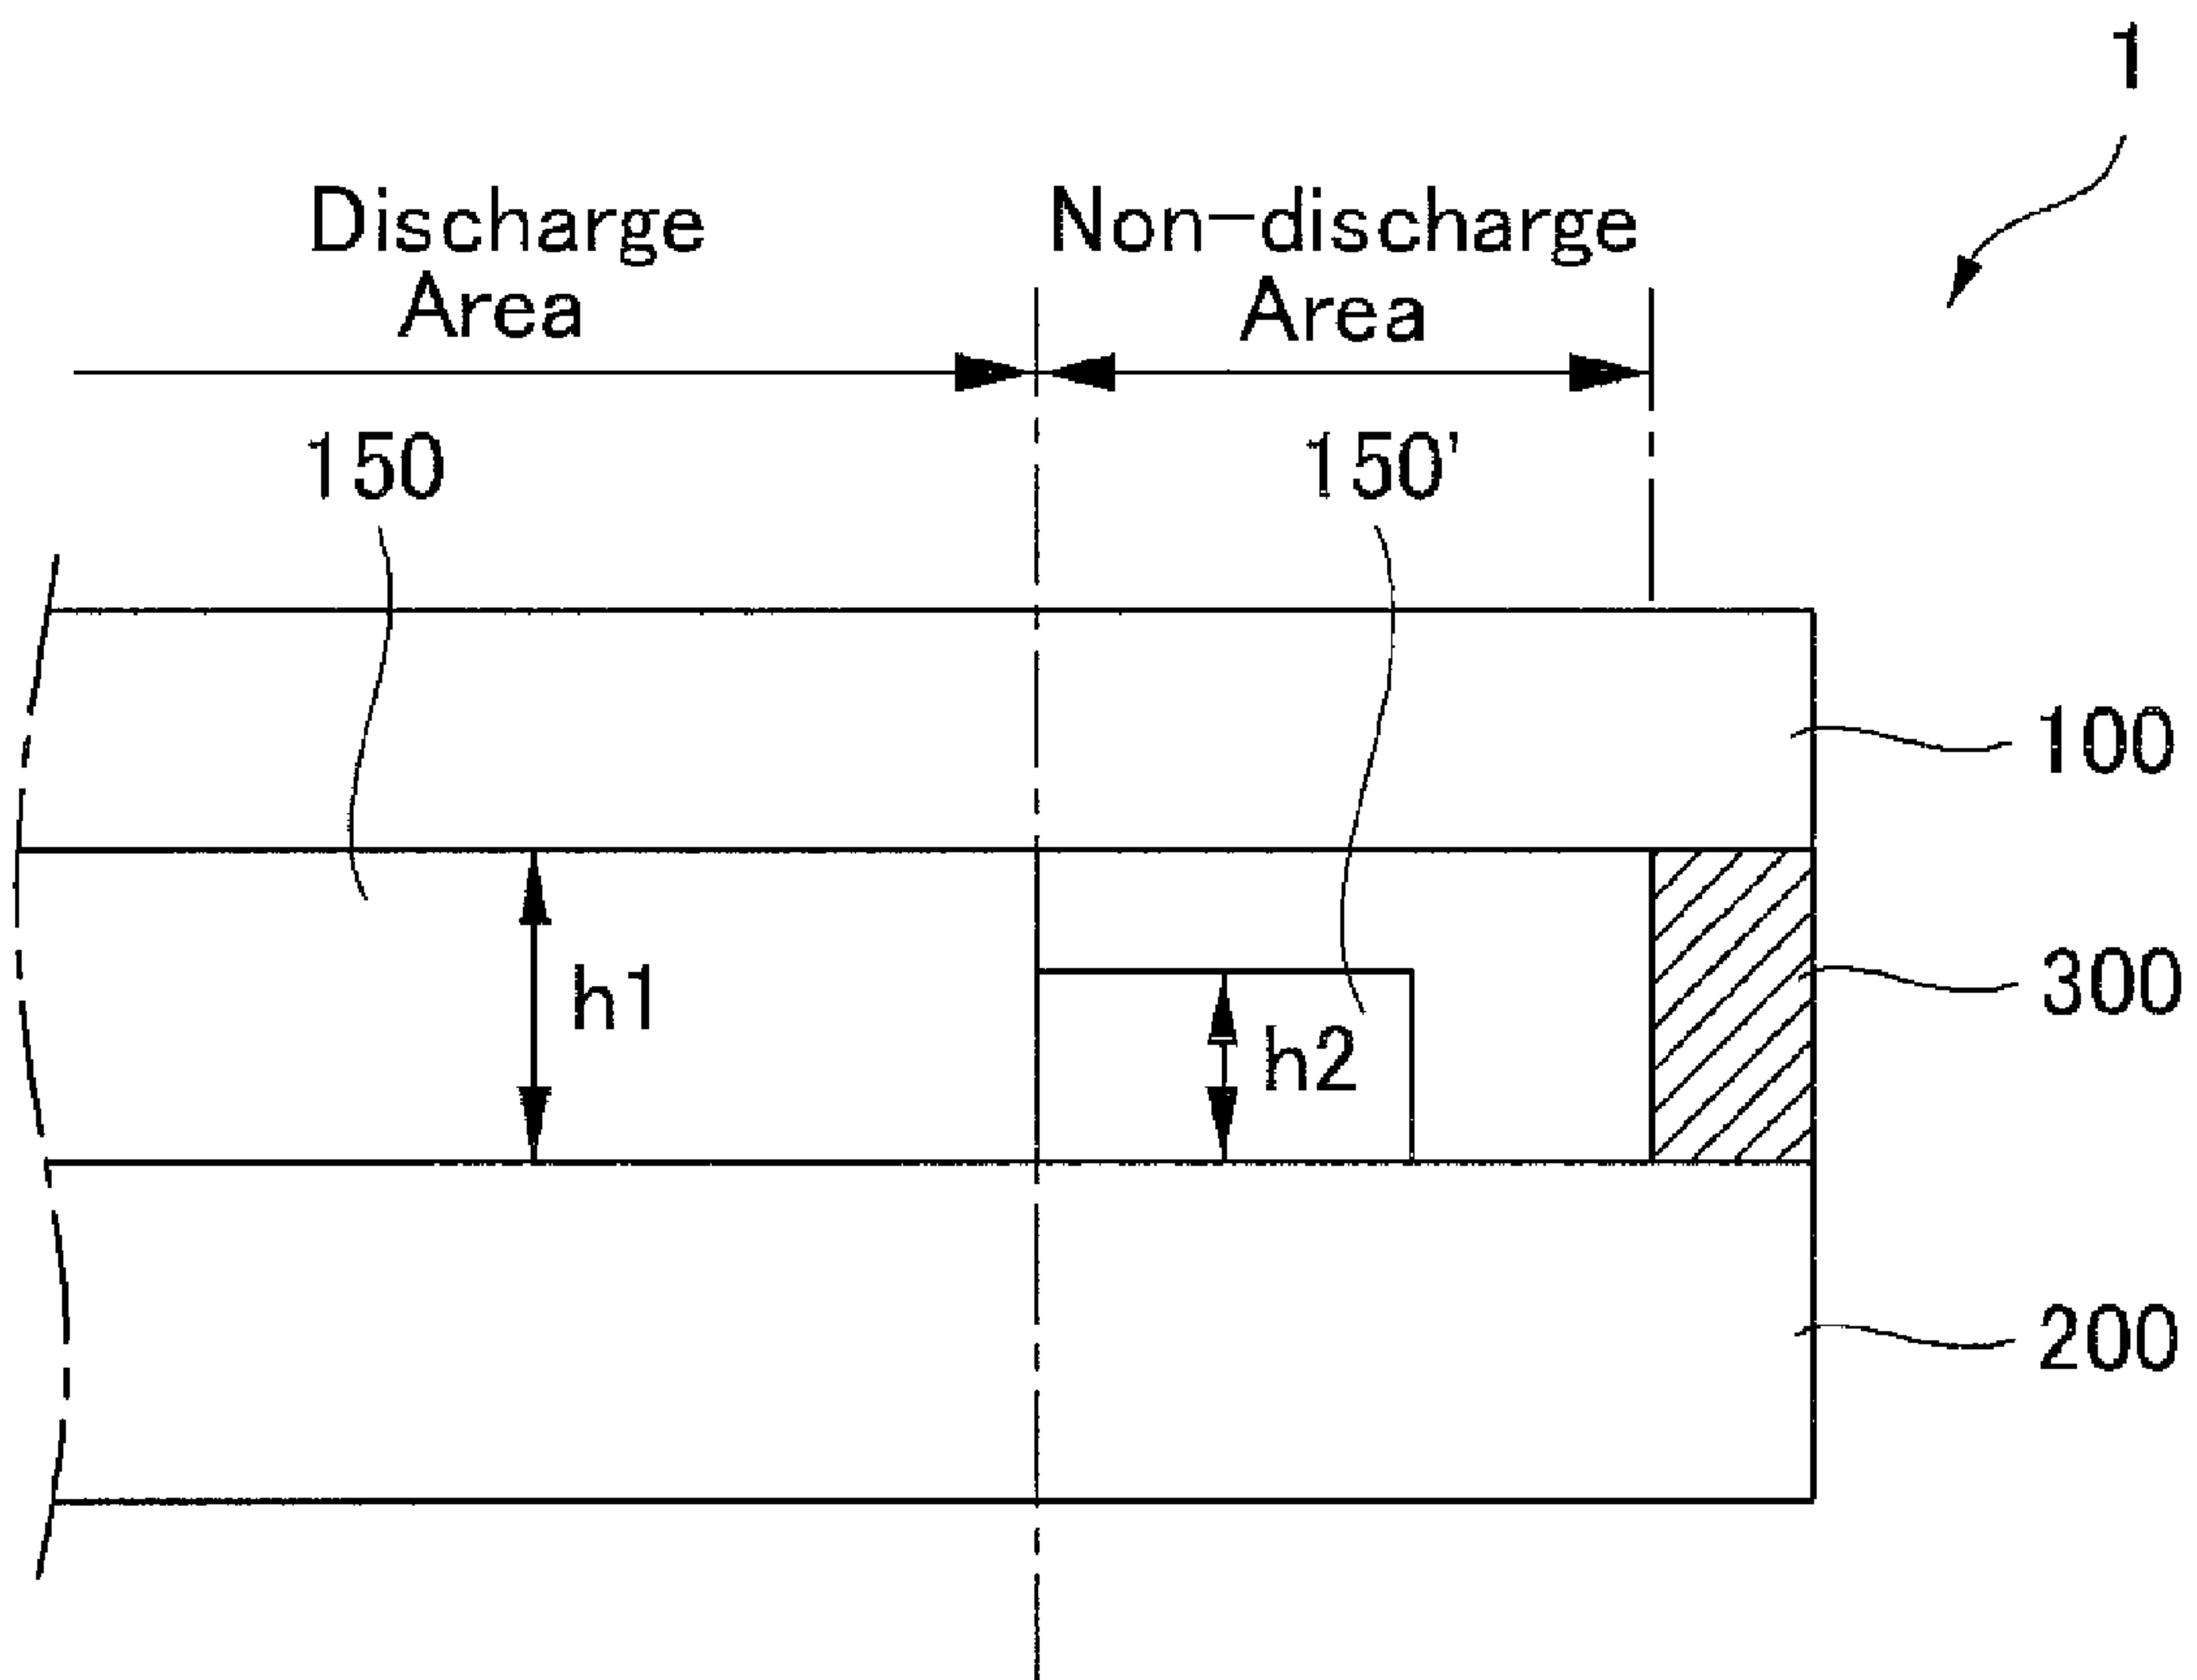 1
Discharge
Area
Non-discharge
Area
150
150'
100
h1
300
h2
200